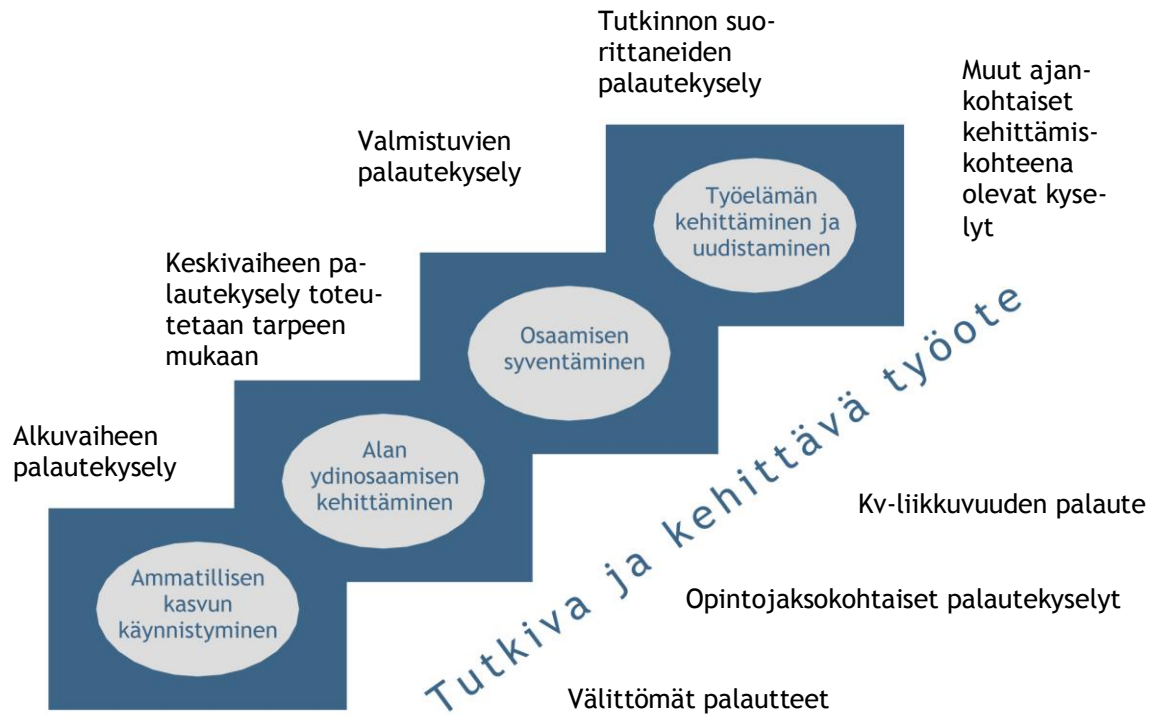 Tutkinnon suo-
rittaneiden
palautekysely
Muut ajan-
kohtaiset
kehittämis-
kohteena
olevat kyse-
lyt
Valmistuvien
palautekysely
Työelämän
kehittäminen ja
uudistaminen
Keskivaiheen pa-
lautekysely toteu-
tetaan tarpeen
mukaan
Osaamisen
syventäminen
Alkuvaiheen
palautekysely
Alan
ydinosaamisen
kehittäminen
Ammatillisen
kasvun
käynnistyminen
Tutkiva ja kehittävä työote
Kv-liikkuvuuden palaute
Opintojaksokohtaiset palautekyselyt
Välittömät palautteet